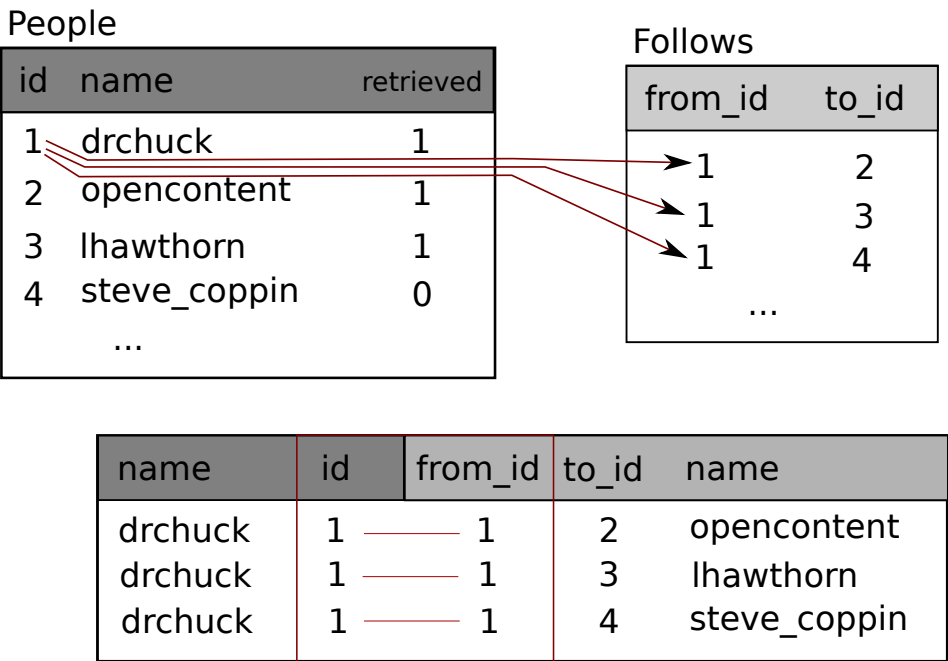 People
id name retrieved
1 drchuck 1
2 opencontent 1
3 lhawthorn 1
4 steve_coppin 0
...
Follows
from_id to_id
1 2
1 3
1 4
...
name id from_id to_id name
drchuck 1 1 2 opencontent
drchuck 1 1 3 lhawthorn
drchuck 1 1 4 steve_coppin